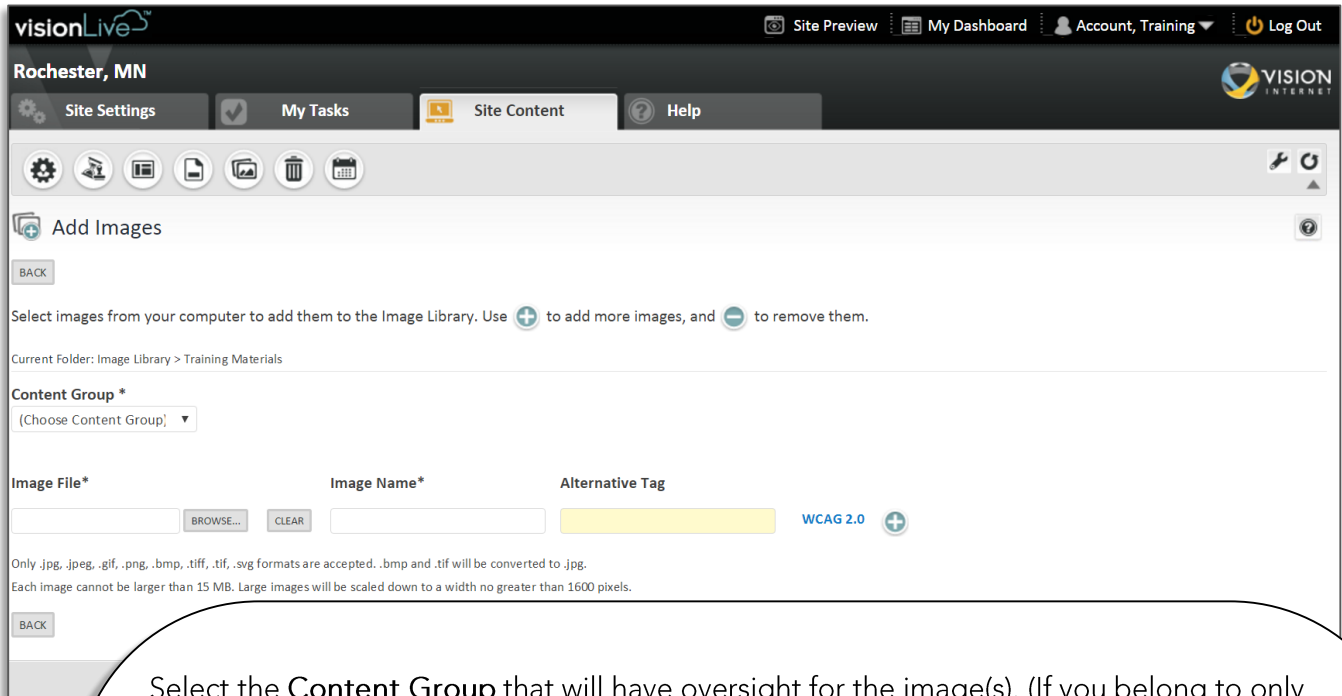 visionLive™ Site Preview My Dashboard Account, Training Log Out
Rochester, MN
VISION
INTERNET
Site Settings My Tasks Site Content Help
Add Images
BACK
Select images from your computer to add them to the Image Library. Use to add more images, and to remove them.
Current Folder: Image Library > Training Materials
Content Group *
(Choose Content Group)
Image File* Image Name* Alternative Tag
BROWSE... CLEAR WCAG 2.0
Only .jpg, .jpeg, .gif, .png, .bmp, .tiff, .tif, .svg formats are accepted. .bmp and .tif will be converted to .jpg.
Each image cannot be larger than 15 MB. Large images will be scaled down to a width no greater than 1600 pixels.
BACK
Select the Content Group that will have oversight for the image(s). (If you belong to only